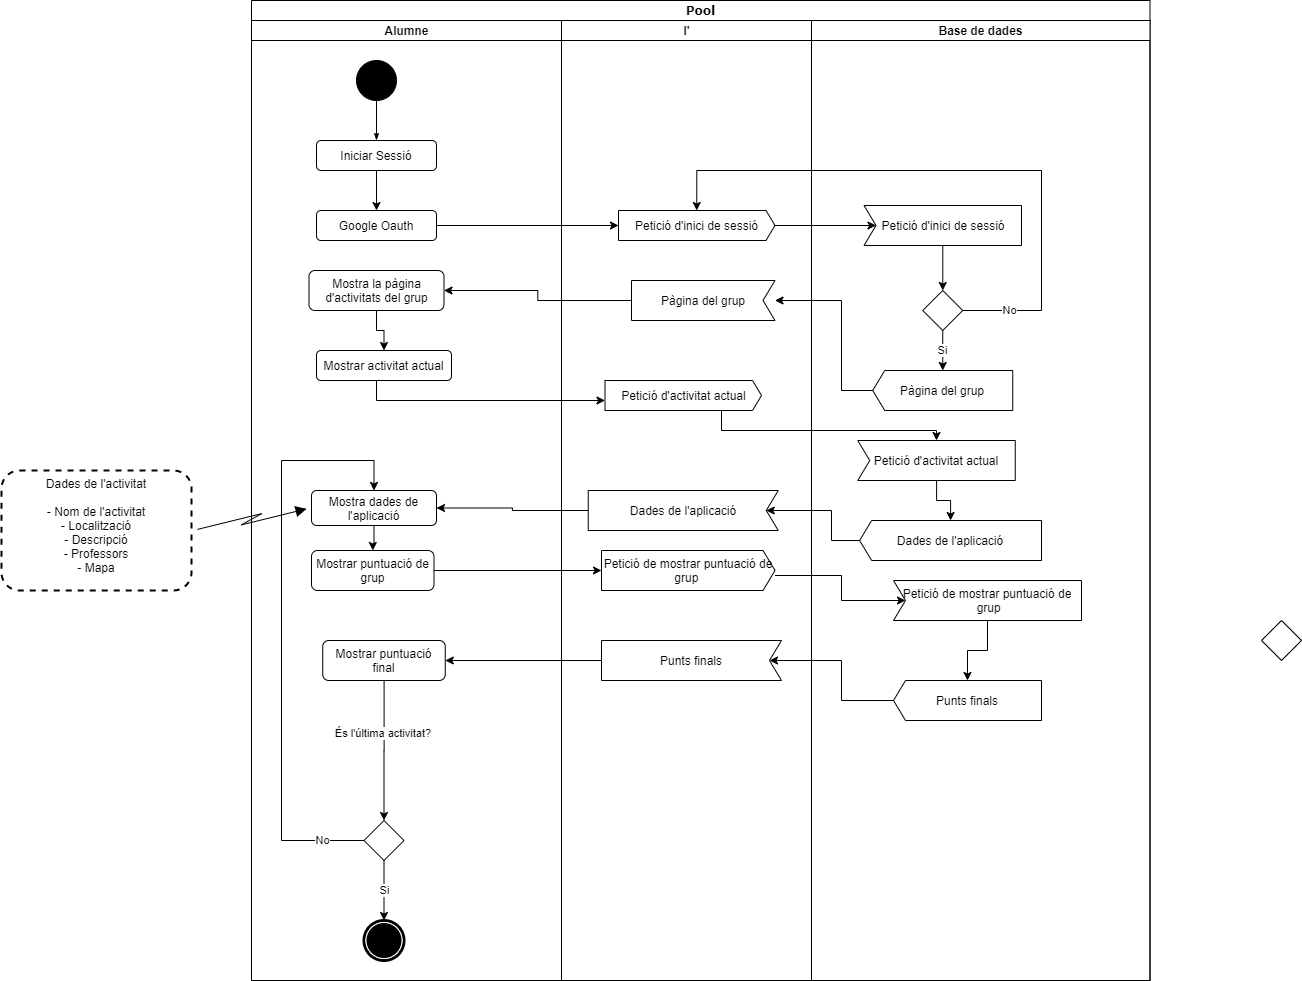 Pool
Alumne
l'
Base de dades
Iniciar Sessió
Google Oauth
Petició d'inici de sessió
Petició d'inici de sessió
Mostra la pàgina
d'activitats del grup
Pàgina del grup
No
Si
Mostrar activitat actual
Petició d'activitat actual
Pàgina del grup
Petició d'activitat actual
Dades de l'activitat
- Nom de l'activitat
- Localització
- Descripció
- Professors
- Mapa
Mostra dades de
l'aplicació
Dades de l'aplicació
Dades de l'aplicació
Mostrar puntuació de
grup
Petició de mostrar puntuació de
grup
Petició de mostrar puntuació de
grup
Mostrar puntuació
final
Punts finals
Punts finals
És l'última activitat?
No
Si